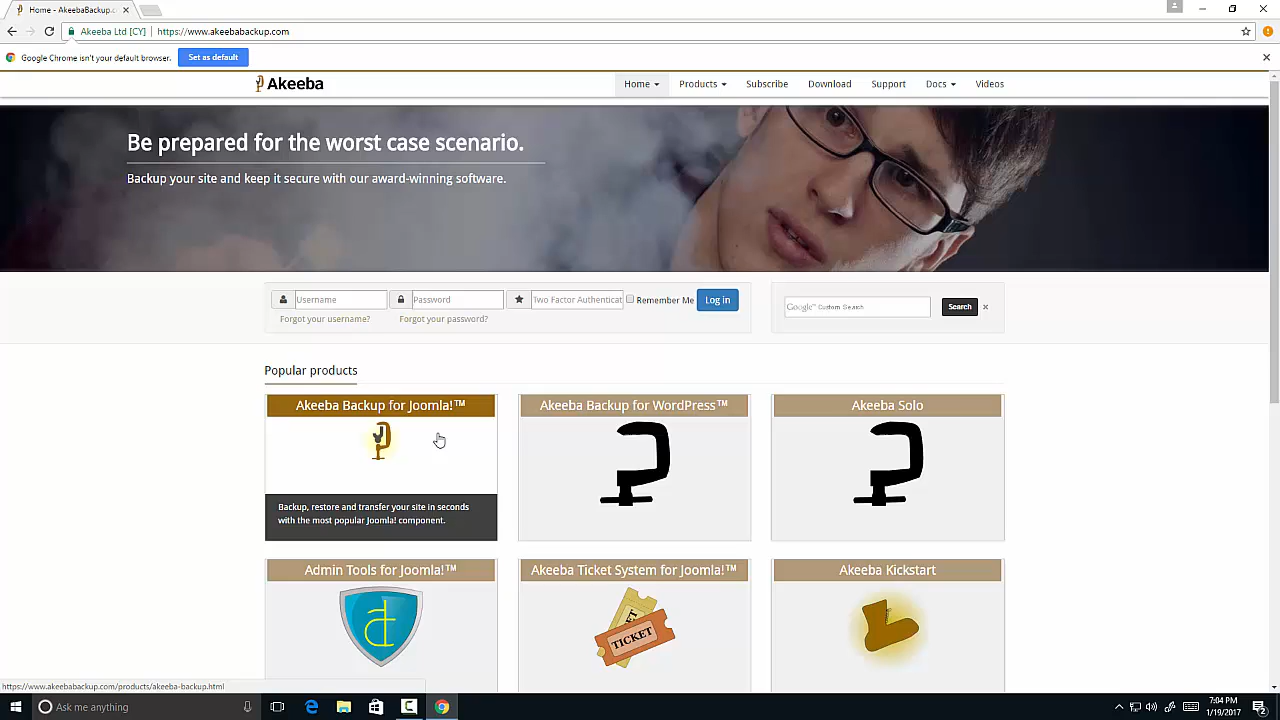 Home - AkeebaBackup.c
Akeeba Ltd [CY]
https://www.akeebabackup.com
Google Chrome isn't your default browser.
Set as default
Akeeba
Home
Products
Subscribe
Download
Support
Docs
Videos
Be prepared for the worst case scenario.
Backup your site and keep it secure with our award-winning software.
Username
Password
Two Factor Authenticat
Remember Me
Log in
Forgot your username?
Forgot your password?
Google™ Custom Search
Search
Popular products
Akeeba Backup for Joomla!™
Akeeba Backup for WordPress™
Akeeba Solo
Backup, restore and transfer your site in seconds
with the most popular Joomla! component.
Admin Tools for Joomla!™
Akeeba Ticket System for Joomla!™
Akeeba Kickstart
TICKET
https://www.akeebabackup.com/products/akeeba-backup.html
Ask me anything
7:04 PM
1/19/2017
2